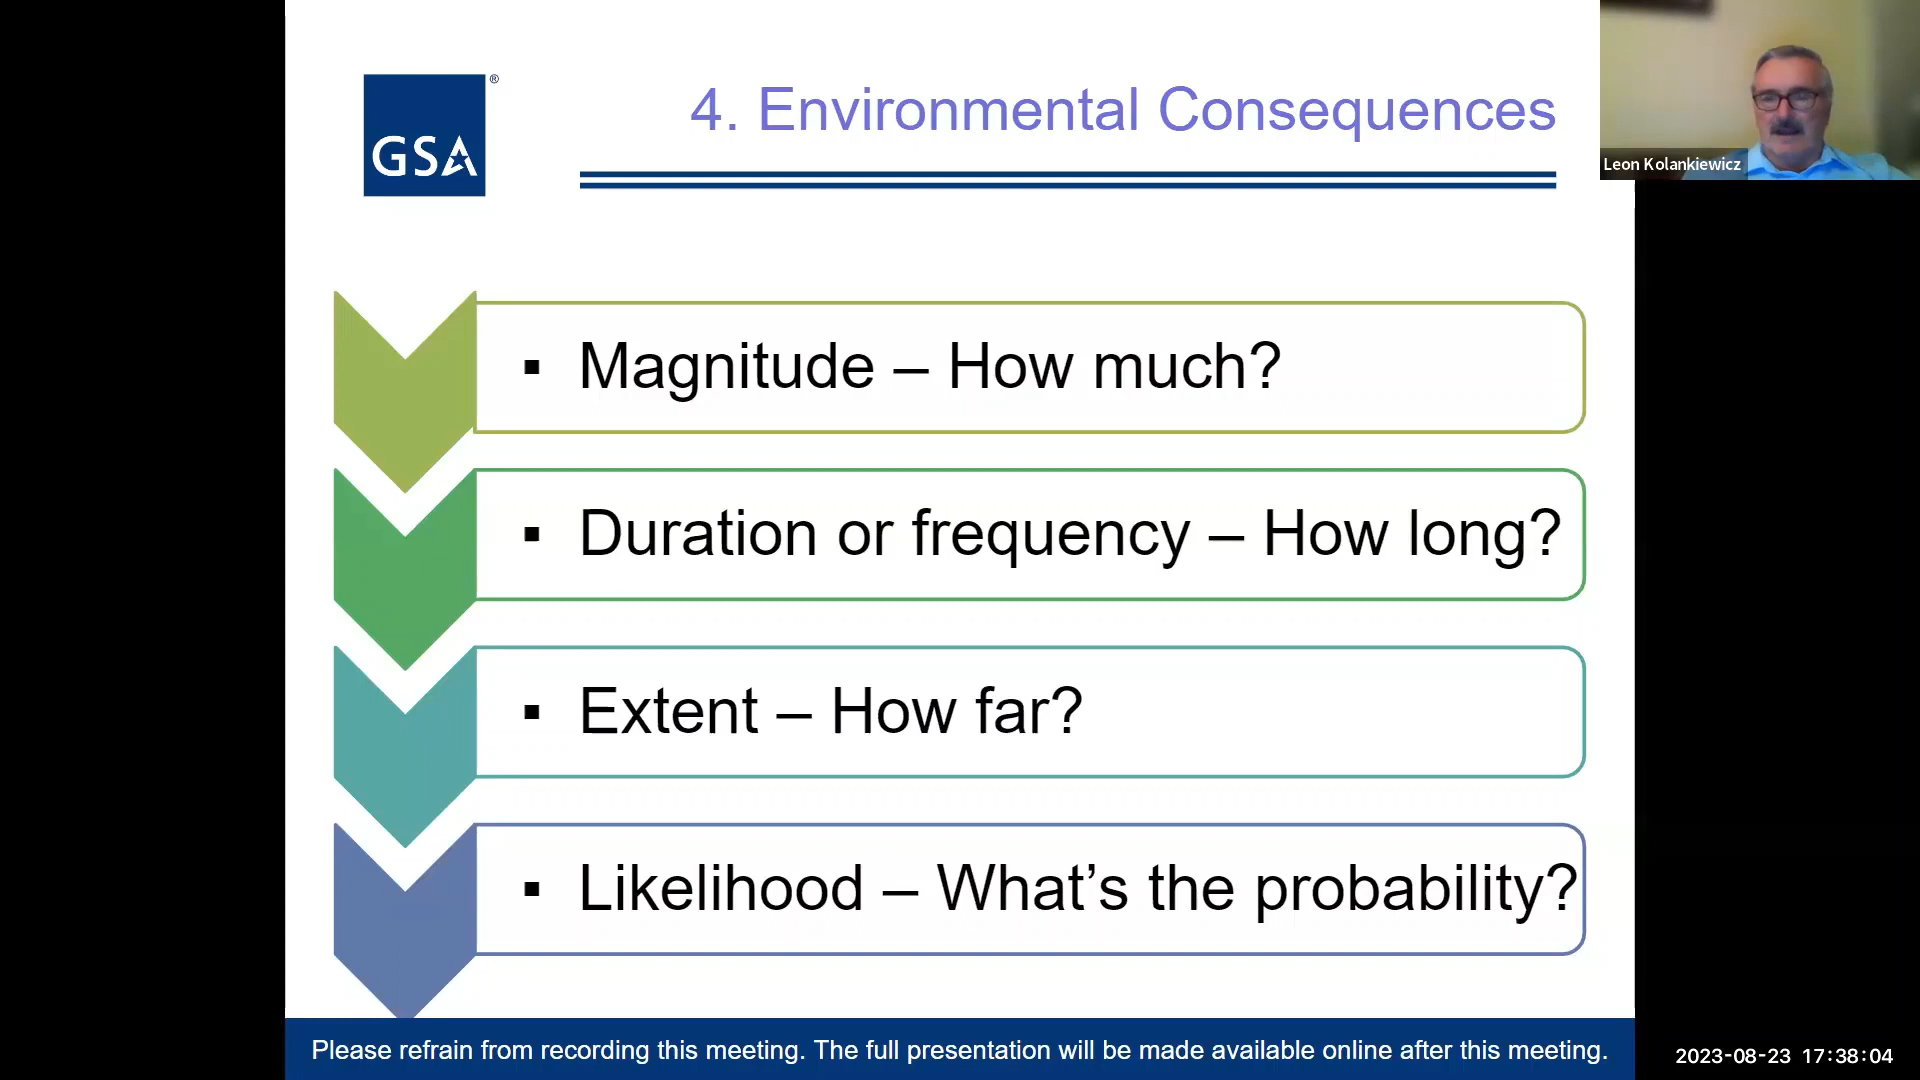 GSA
®
4. Environmental Consequences
Leon Kolankiewicz
▪ Magnitude – How much?
▪ Duration or frequency – How long?
▪ Extent – How far?
▪ Likelihood – What’s the probability?
Please refrain from recording this meeting. The full presentation will be made available online after this meeting.
2023-08-23 17:38:04